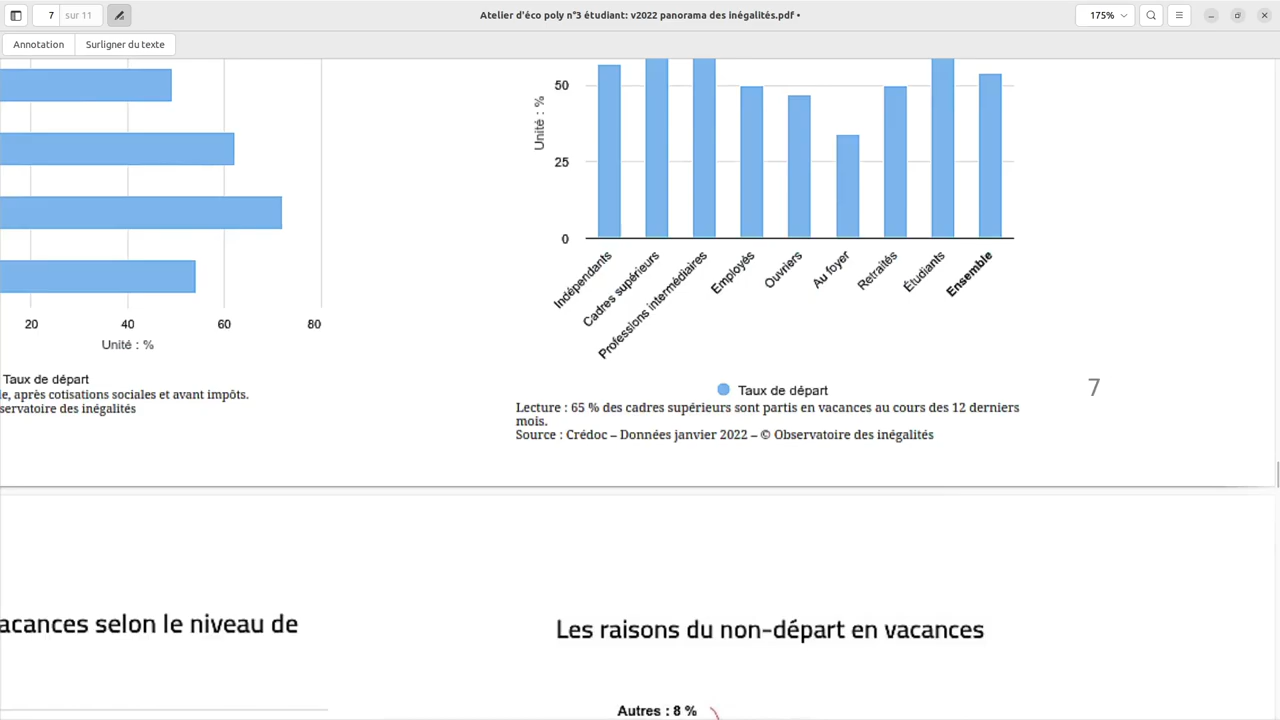 7 sur 11
Atelier d'éco poly n°3 étudiant: v2022 panorama des inégalités.pdf •
175%
Annotation
Surligner du texte
20 40 60 80
Unité : %
Taux de départ
e, après cotisations sociales et avant impôts.
servatoire des inégalités
50
25
0
Unité : %
Indépendants
Cadres supérieurs
Professions intermédiaires
Employés
Ouvriers
Au foyer
Retraités
Étudiants
Ensemble
Taux de départ
Lecture : 65 % des cadres supérieurs sont partis en vacances au cours des 12 derniers
mois.
Source : Crédoc – Données janvier 2022 – © Observatoire des inégalités
7
acances selon le niveau de
Les raisons du non-départ en vacances
Autres : 8 %